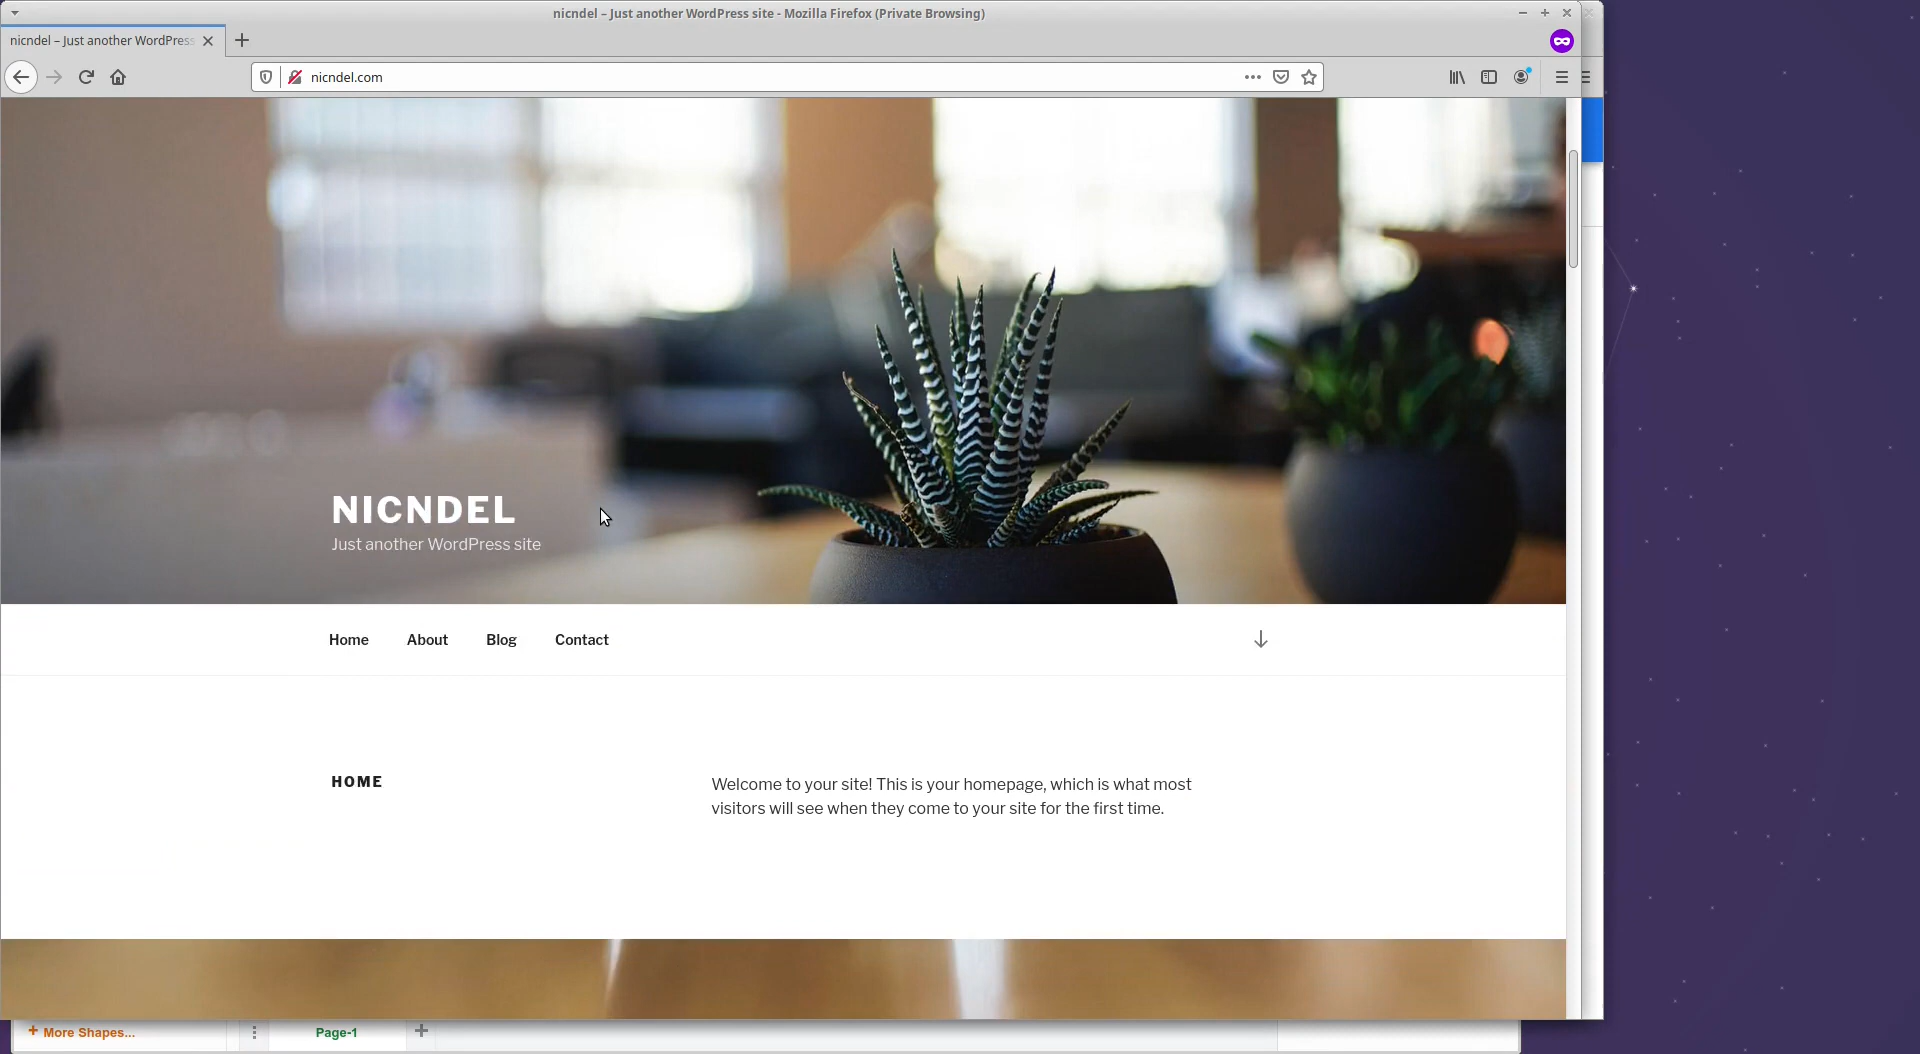 nicndel – Just another WordPress site - Mozilla Firefox (Private Browsing)
nicndel – Just another WordPress
nicndel.com
NICNDEL
Just another WordPress site
Home About Blog Contact
HOME
Welcome to your site! This is your homepage, which is what most
visitors will see when they come to your site for the first time.
+ More Shapes...
Page-1